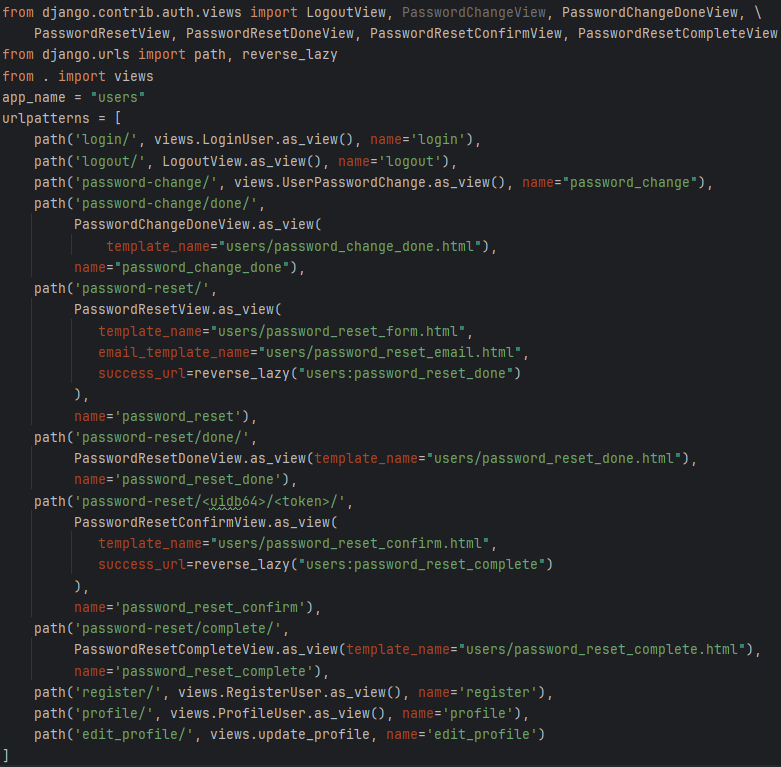 from django.contrib.auth.views import LogoutView, PasswordChangeView, PasswordChangeDoneView, \
    PasswordResetView, PasswordResetDoneView, PasswordResetConfirmView, PasswordResetCompleteView
from django.urls import path, reverse_lazy
from . import views
app_name = "users"
urlpatterns = [
    path('login/', views.LoginUser.as_view(), name='login'),
    path('logout/', LogoutView.as_view(), name='logout'),
    path('password-change/', views.UserPasswordChange.as_view(), name="password_change"),
    path('password-change/done/',
         PasswordChangeDoneView.as_view(
             template_name="users/password_change_done.html"),
         name="password_change_done"),
    path('password-reset/',
         PasswordResetView.as_view(
            template_name="users/password_reset_form.html",
            email_template_name="users/password_reset_email.html",
            success_url=reverse_lazy("users:password_reset_done")
         ),
         name='password_reset'),
    path('password-reset/done/',
         PasswordResetDoneView.as_view(template_name="users/password_reset_done.html"),
         name='password_reset_done'),
    path('password-reset/<uidb64>/<token>/',
         PasswordResetConfirmView.as_view(
            template_name="users/password_reset_confirm.html",
            success_url=reverse_lazy("users:password_reset_complete")
         ),
         name='password_reset_confirm'),
    path('password-reset/complete/',
         PasswordResetCompleteView.as_view(template_name="users/password_reset_complete.html"),
         name='password_reset_complete'),
    path('register/', views.RegisterUser.as_view(), name='register'),
    path('profile/', views.ProfileUser.as_view(), name='profile'),
    path('edit_profile/', views.update_profile, name='edit_profile')
]